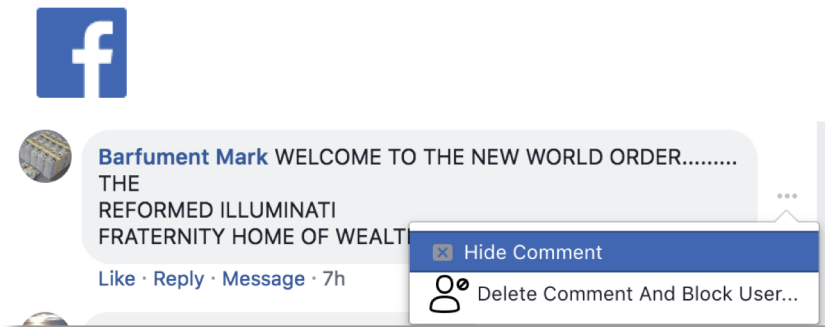 Barfument Mark WELCOME TO THE NEW WORLD ORDER.........
THE
REFORMED ILLUMINATI
FRATERNITY HOME OF
Hide Comment
Like · Reply · Message · 7h
Delete Comment And Block User...